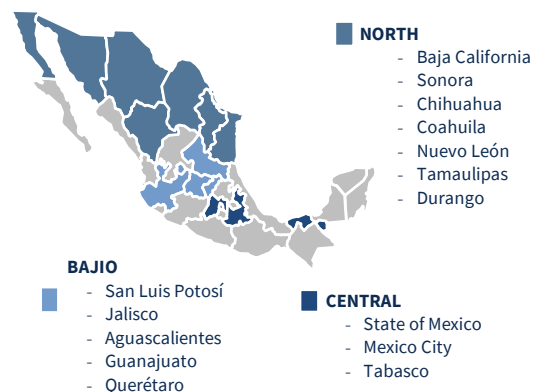 NORTH
- Baja California
- Sonora
- Chihuahua
- Coahuila
- Nuevo León
- Tamaulipas
- Durango
BAJIO
- San Luis Potosí
- Jalisco
- Aguascalientes
- Guanajuato
- Querétaro
CENTRAL
- State of Mexico
- Mexico City
- Tabasco